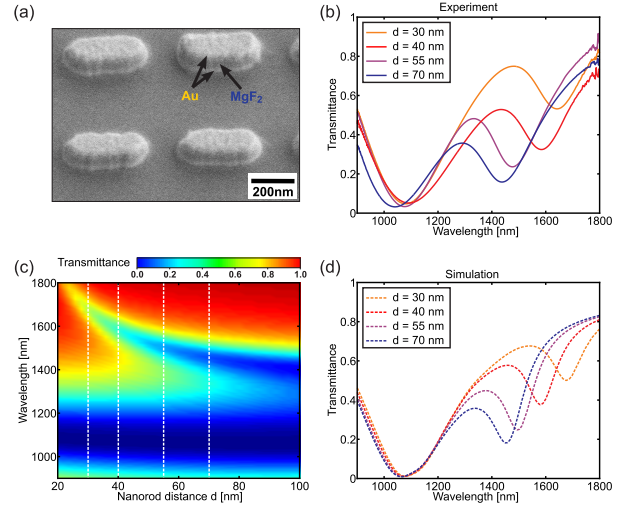 (a)
Au
MgF2
200nm
(b)
Experiment
d = 30 nm
d = 40 nm
d = 55 nm
d = 70 nm
Transmittance
1
0.8
0.6
0.4
0.2
0
1000 1200 1400 1600 1800
Wavelength [nm]
(c)
Transmittance
0.0 0.2 0.4 0.6 0.8 1.0
Wavelength [nm]
1800
1600
1400
1200
1000
20 40 60 80 100
Nanorod distance d [nm]
(d)
Simulation
d = 30 nm
d = 40 nm
d = 55 nm
d = 70 nm
Transmittance
1
0.8
0.6
0.4
0.2
0
1000 1200 1400 1600 1800
Wavelength [nm]